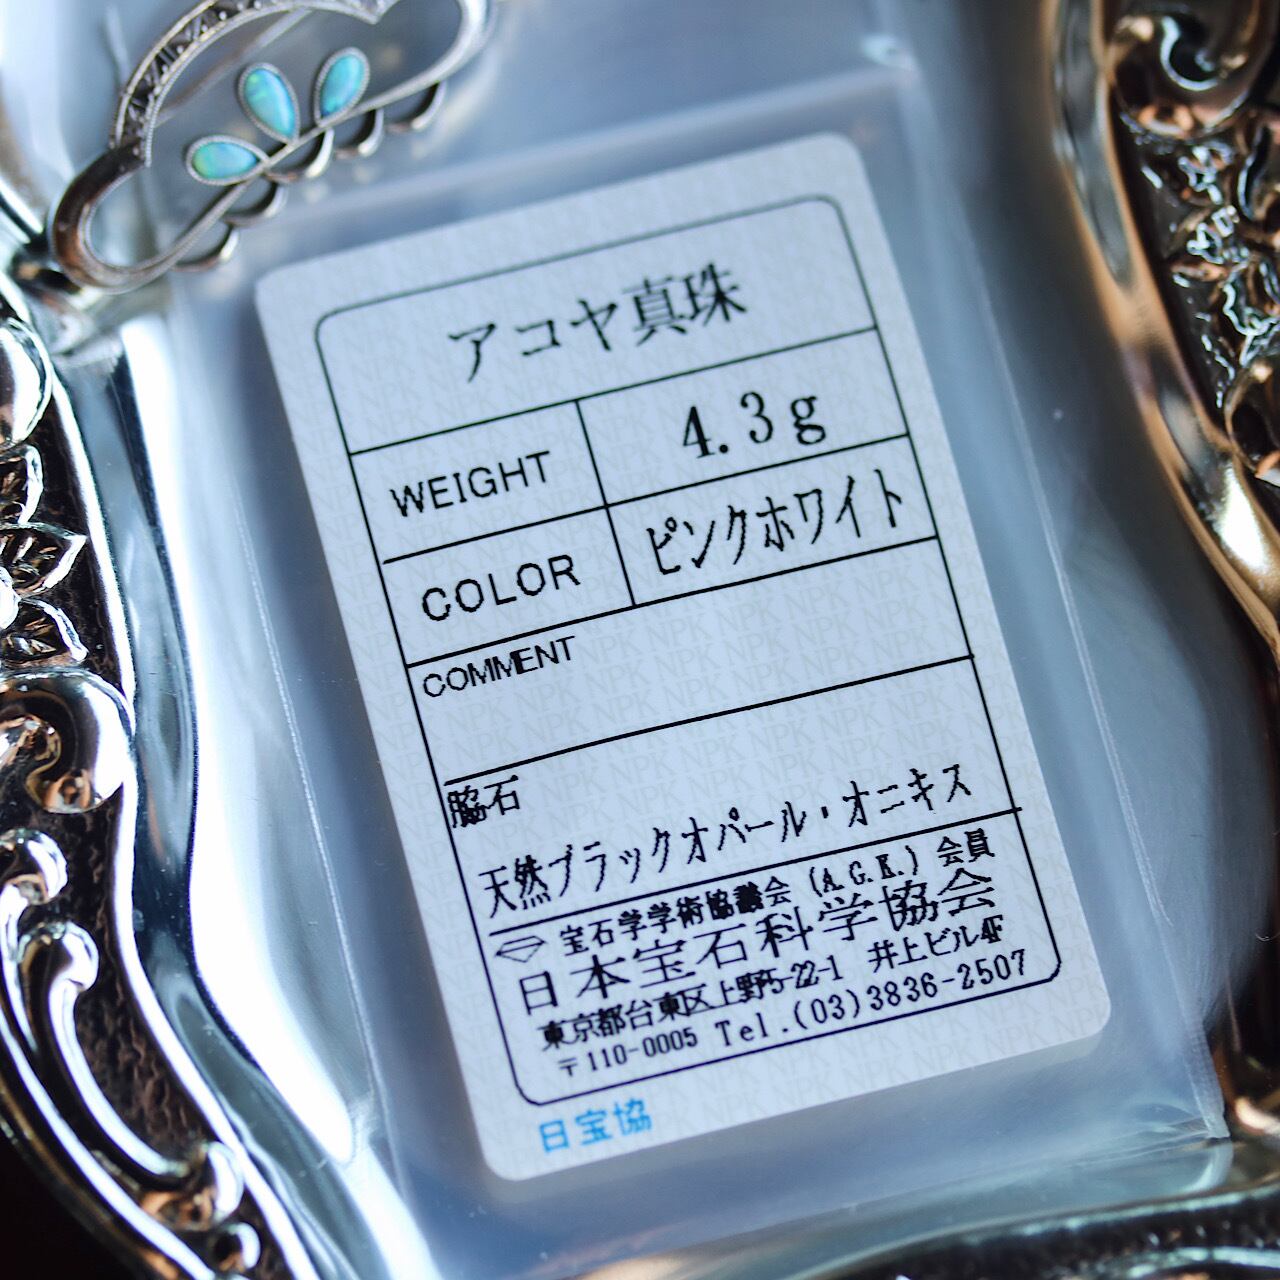 アコヤ真珠
WEIGHT 4.3g
COLOR ピンクホワイト
COMMENT
脇石
天然ブラックオパール・オニキス
宝石学学術協議会 (A.G.K.) 会員
日本宝石科学協会
東京都台東区上野5-22-1 井上ビル4F
〒110-0005 Tel.(03)3836-2507
日宝協